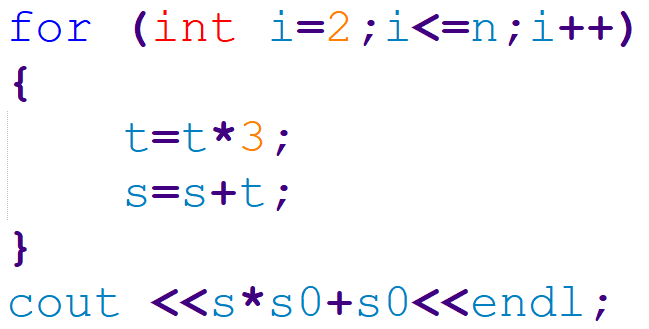 for (int i=2;i<=n;i++)
{
t=t*3;
s=s+t;
}
cout <<s*s0+s0<<endl;